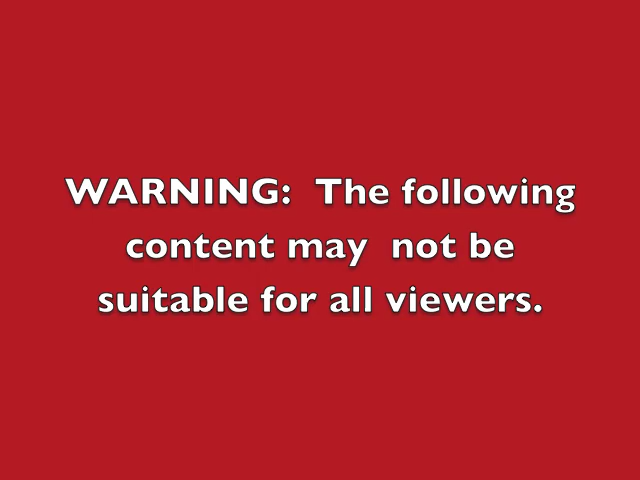 WARNING:  The following
content may  not be
suitable for all viewers.